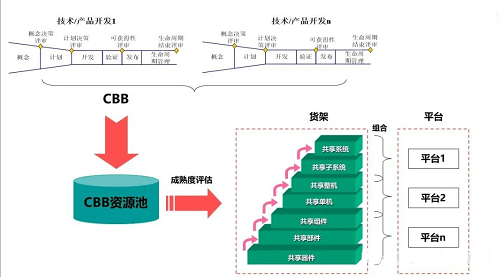 技术/产品开发1
技术/产品开发n
概念决策评审
计划决策评审
可获得性评审
生命周期结束评审
概念决策评审
计划决策评审
可获得性评审
生命周期结束评审
概念
计划
开发
验证
发布
生命周期管理
概念
计划
开发
验证
发布
生命周期管理
CBB
CBB资源池
成熟度评估
货架
共享系统
共享子系统
共享整机
共享单机
共享组件
共享部件
共享器件
组合
平台
平台1
平台2
平台n